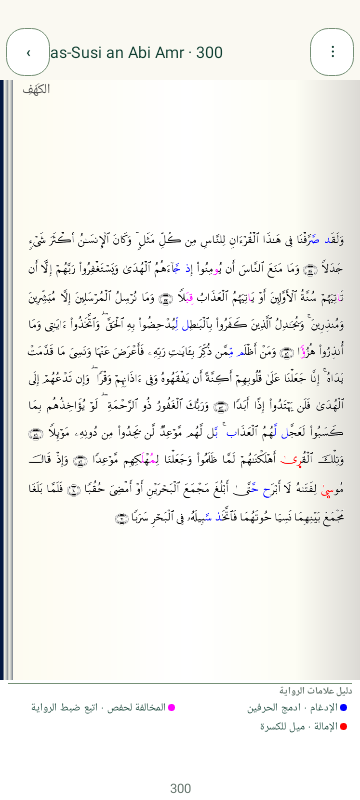 as-Susi an Abi Amr · 300
الكهف
وَلَقَد صَّرَّفْنَا فِى هَـٰذَا ٱلْقُرْءَانِ لِلنَّاسِ مِن كُلِّ مَثَلٍ ۚ وَكَانَ ٱلْإِنسَـٰنُ أَكْثَرَ شَىْءٍ
جَدَلًا وَمَا مَنَعَ ٱلنَّاسَ أَن يُومِنُوٓا۟ إِذ جَّآءَهُمُ ٱلْهُدَىٰ وَيَسْتَغْفِرُوا۟ رَبَّهُمْ إِلَّآ أَن
تَاتِيَهُمْ سُنَّةُ ٱلْأَوَّلِينَ أَوْ يَاتِيَهُمُ ٱلْعَذَابُ قِبَلًا وَمَا نُرْسِلُ ٱلْمُرْسَلِينَ إِلَّا مُبَشِّرِينَ
وَمُنذِرِينَ ۚ وَيُجَـٰدِلُ ٱلَّذِينَ كَفَرُوا۟ بِٱلْبَـٰطِل لِّيُدْحِضُوا۟ بِهِ ٱلْحَقَّ ۖ وَٱتَّخَذُوٓا۟ ءَايَـٰتِى وَمَآ
أُنذِرُوا۟ هُزُؤًا وَمَنْ أَظْلَم مِّمَّن ذُكِّرَ بِـَٔايَـٰتِ رَبِّهِۦ فَأَعْرَضَ عَنْهَا وَنَسِىَ مَا قَدَّمَتْ
يَدَاهُ ۚ إِنَّا جَعَلْنَا عَلَىٰ قُلُوبِهِمْ أَكِنَّةً أَن يَفْقَهُوهُ وَفِىٓ ءَاذَانِهِمْ وَقْرًا ۖ وَإِن تَدْعُهُمْ إِلَى
ٱلْهُدَىٰ فَلَن يَهْتَدُوٓا۟ إِذًا أَبَدًا وَرَبُّكَ ٱلْغَفُورُ ذُو ٱلرَّحْمَةِ ۖ لَوْ يُؤَاخِذُهُم بِمَا
كَسَبُوا۟ لَعَجَّل لَّهُمُ ٱلْعَذَاب ۚ بَّل لَّهُم مَّوْعِدٌ لَّن يَجِدُوا۟ مِن دُونِهِۦ مَوْئِلًا
وَتِلْكَ ٱلْقُرَىٰٓ أَهْلَكْنَـٰهُمْ لَمَّا ظَلَمُوا۟ وَجَعَلْنَا لِمُهْلَكِهِم مَّوْعِدًا وَإِذْ قَالَ
مُوسَىٰ لِفَتَىٰهُ لَآ أَبْرَح حَّتَّىٰٓ أَبْلُغَ مَجْمَعَ ٱلْبَحْرَيْنِ أَوْ أَمْضِىَ حُقُبًا فَلَمَّا بَلَغَا
مَجْمَعَ بَيْنِهِمَا نَسِيَا حُوتَهُمَا فَٱتَّخَذ سَّبِيلَهُۥ فِى ٱلْبَحْرِ سَرَبًا
دليل علامات الرواية
الإدغام · ادمج الحرفين
المخالفة لحفص · اتبع ضبط الرواية
الإمالة · ميل للكسرة
300